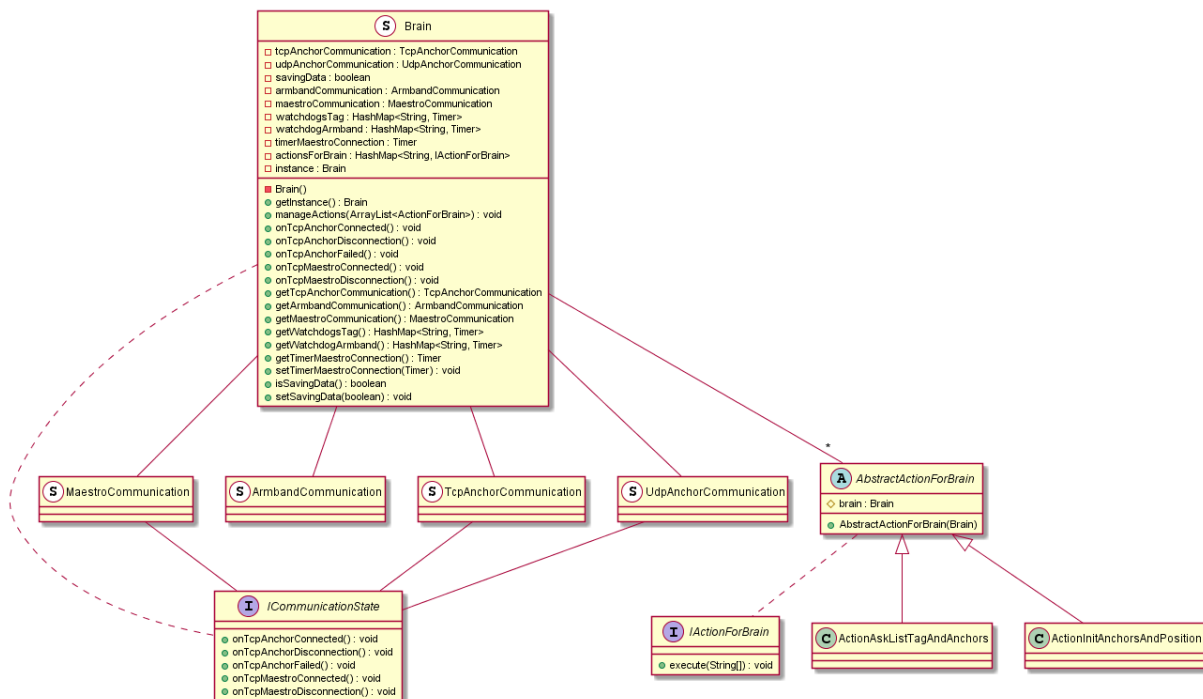 S Brain
tcpAnchorCommunication : TcpAnchorCommunication
udpAnchorCommunication : UdpAnchorCommunication
savingData : boolean
armbandCommunication : ArmbandCommunication
maestroCommunication : MaestroCommunication
watchdogsTag : HashMap<String, Timer>
watchdogArmband : HashMap<String, Timer>
timerMaestroConnection : Timer
actionsForBrain : HashMap<String, IActionForBrain>
instance : Brain
Brain()
getInstance() : Brain
manageActions(ArrayList<ActionForBrain>) : void
onTcpAnchorConnected() : void
onTcpAnchorDisconnection() : void
onTcpAnchorFailed() : void
onTcpMaestroConnected() : void
onTcpMaestroDisconnection() : void
getTcpAnchorCommunication() : TcpAnchorCommunication
getArmbandCommunication() : ArmbandCommunication
getMaestroCommunication() : MaestroCommunication
getWatchdogsTag() : HashMap<String, Timer>
getWatchdogArmband() : HashMap<String, Timer>
getTimerMaestroConnection() : Timer
setTimerMaestroConnection(Timer) : void
isSavingData() : boolean
setSavingData(boolean) : void
*
S MaestroCommunication
S ArmbandCommunication
S TcpAnchorCommunication
S UdpAnchorCommunication
A AbstractActionForBrain
brain : Brain
AbstractActionForBrain(Brain)
I ICommunicationState
onTcpAnchorConnected() : void
onTcpAnchorDisconnection() : void
onTcpAnchorFailed() : void
onTcpMaestroConnected() : void
onTcpMaestroDisconnection() : void
I IActionForBrain
execute(String[]) : void
C ActionAskListTagAndAnchors
C ActionInitAnchorsAndPosition